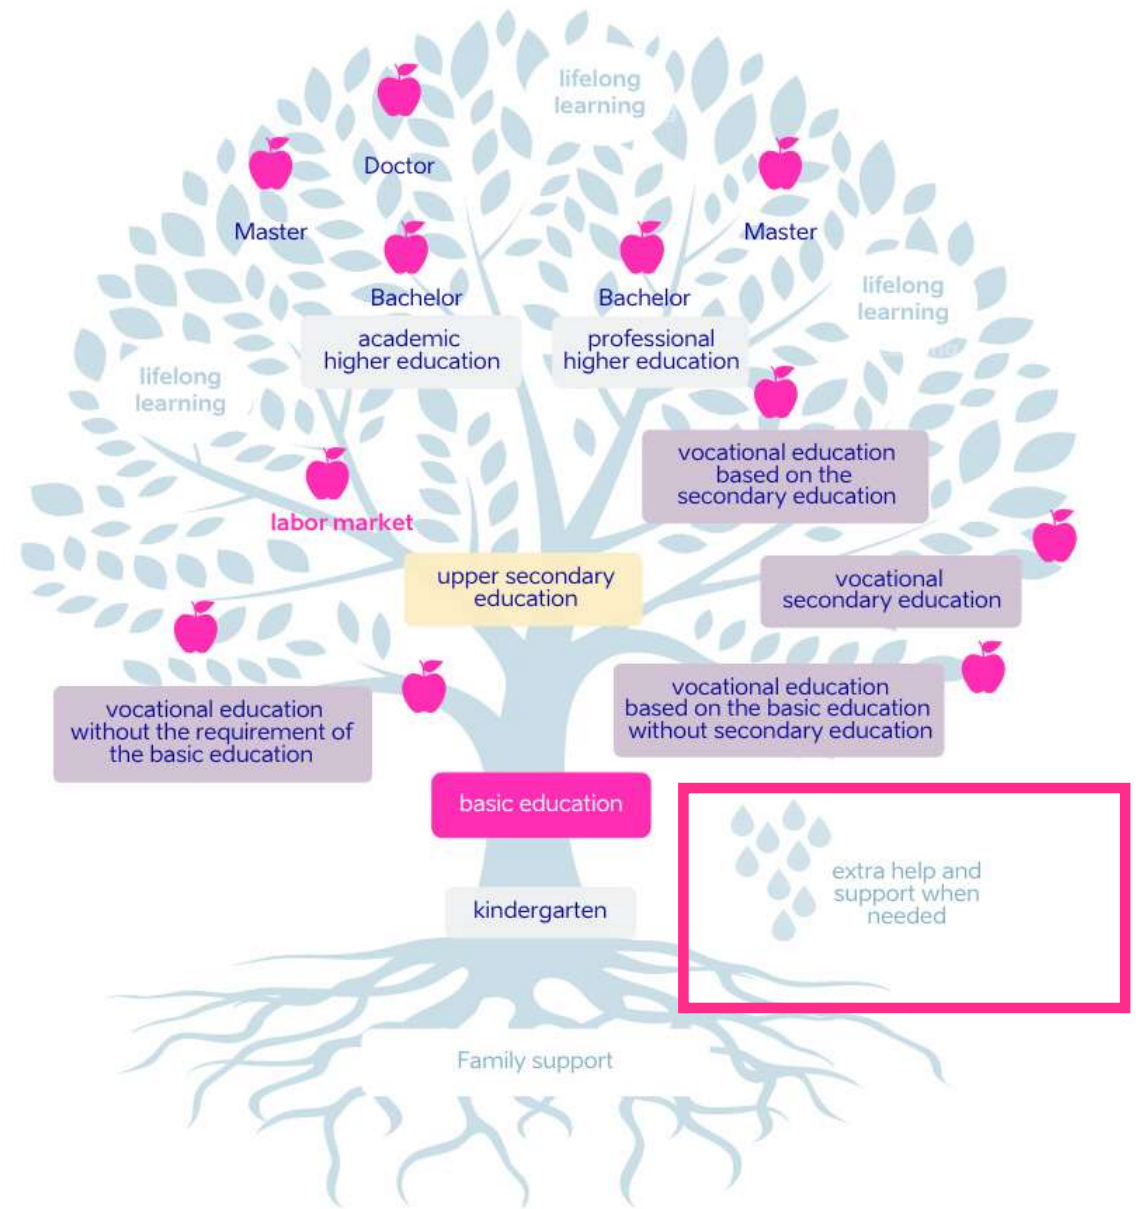 lifelong
learning
Doctor
Master
Master
Bachelor
Bachelor
academic
higher education
professional
higher education
lifelong
learning
lifelong
learning
vocational education
based on the
secondary education
labor market
upper secondary
education
vocational
secondary education
vocational education
without the requirement of
the basic education
vocational education
based on the basic education
without secondary education
basic education
extra help and
support when
needed
kindergarten
Family support